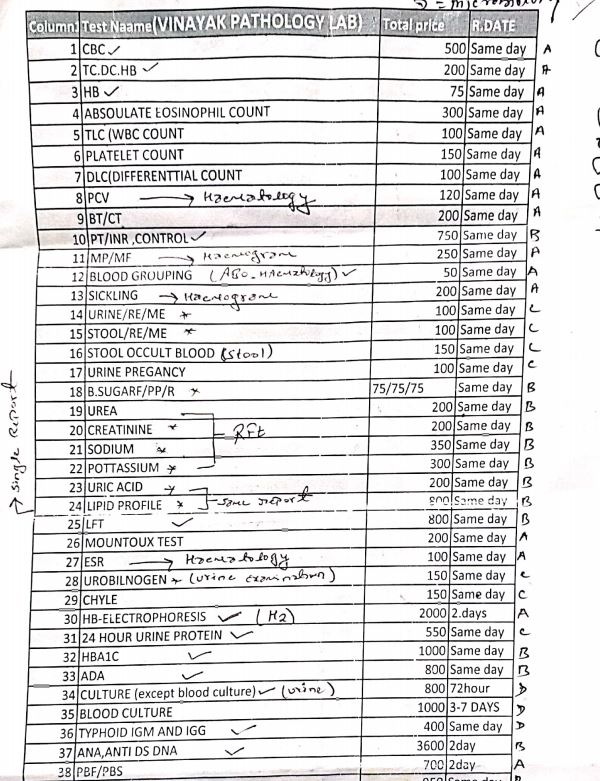 Column1 Test Naame (VINAYAK PATHOLOGY LAB) Total price R.DATE
1 CBC ✓ 500 Same day A
2 TC.DC.HB ✓ 200 Same day A
3 HB ✓ 75 Same day A
4 ABSOULATE EOSINOPHIL COUNT 300 Same day A
5 TLC (WBC COUNT 100 Same day A
6 PLATELET COUNT 150 Same day A
7 DLC(DIFFERENTTIAL COUNT 100 Same day A
8 PCV → Haematology 120 Same day A
9 BT/CT 200 Same day A
10 PT/INR ,CONTROL ✓ 750 Same day B
11 MP/MF → Haemogram 250 Same day A
12 BLOOD GROUPING (ABO-Haematology) ✓ 50 Same day A
13 SICKLING → Haemogram 200 Same day A
14 URINE/RE/ME * 100 Same day C
15 STOOL/RE/ME * 100 Same day C
16 STOOL OCCULT BLOOD (Stool) 150 Same day C
17 URINE PREGANCY 100 Same day C
18 B.SUGARF/PP/R * 75/75/75 Same day B
19 UREA 200 Same day B
20 CREATININE * RFt 200 Same day B
21 SODIUM * 350 Same day B
22 POTTASSIUM * 300 Same day B
→ Single Report
23 URIC ACID * 200 Same day B
24 LIPID PROFILE * Same report 800 Same day B
25 LFT ✓ 800 Same day B
26 MOUNTOUX TEST 200 Same day A
27 ESR → Haematology 100 Same day A
28 UROBILNOGEN * (Urine examination) 150 Same day C
29 CHYLE 150 Same day C
30 HB-ELECTROPHORESIS ✓ (H2) 2000 2.days A
31 24 HOUR URINE PROTEIN ✓ 550 Same day C
32 HBA1C ✓ 1000 Same day B
33 ADA ✓ 800 Same day B
34 CULTURE (except blood culture) ✓ (urine) 800 72hour D
35 BLOOD CULTURE 1000 3-7 DAYS D
36 TYPHOID IGM AND IGG ✓ 400 Same day D
37 ANA,ANTI DS DNA ✓ 3600 2day B
38 PBF/PBS 700 2day A